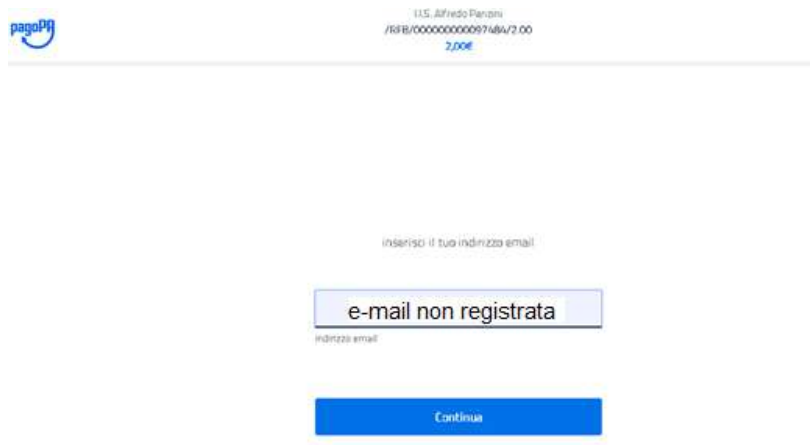 pagoPA
I.I.S. Alfredo Panzini
/RFB/000000000097484/2.00
2,00€
inserisci il tuo indirizzo email
e-mail non registrata
indirizzo email
Continua